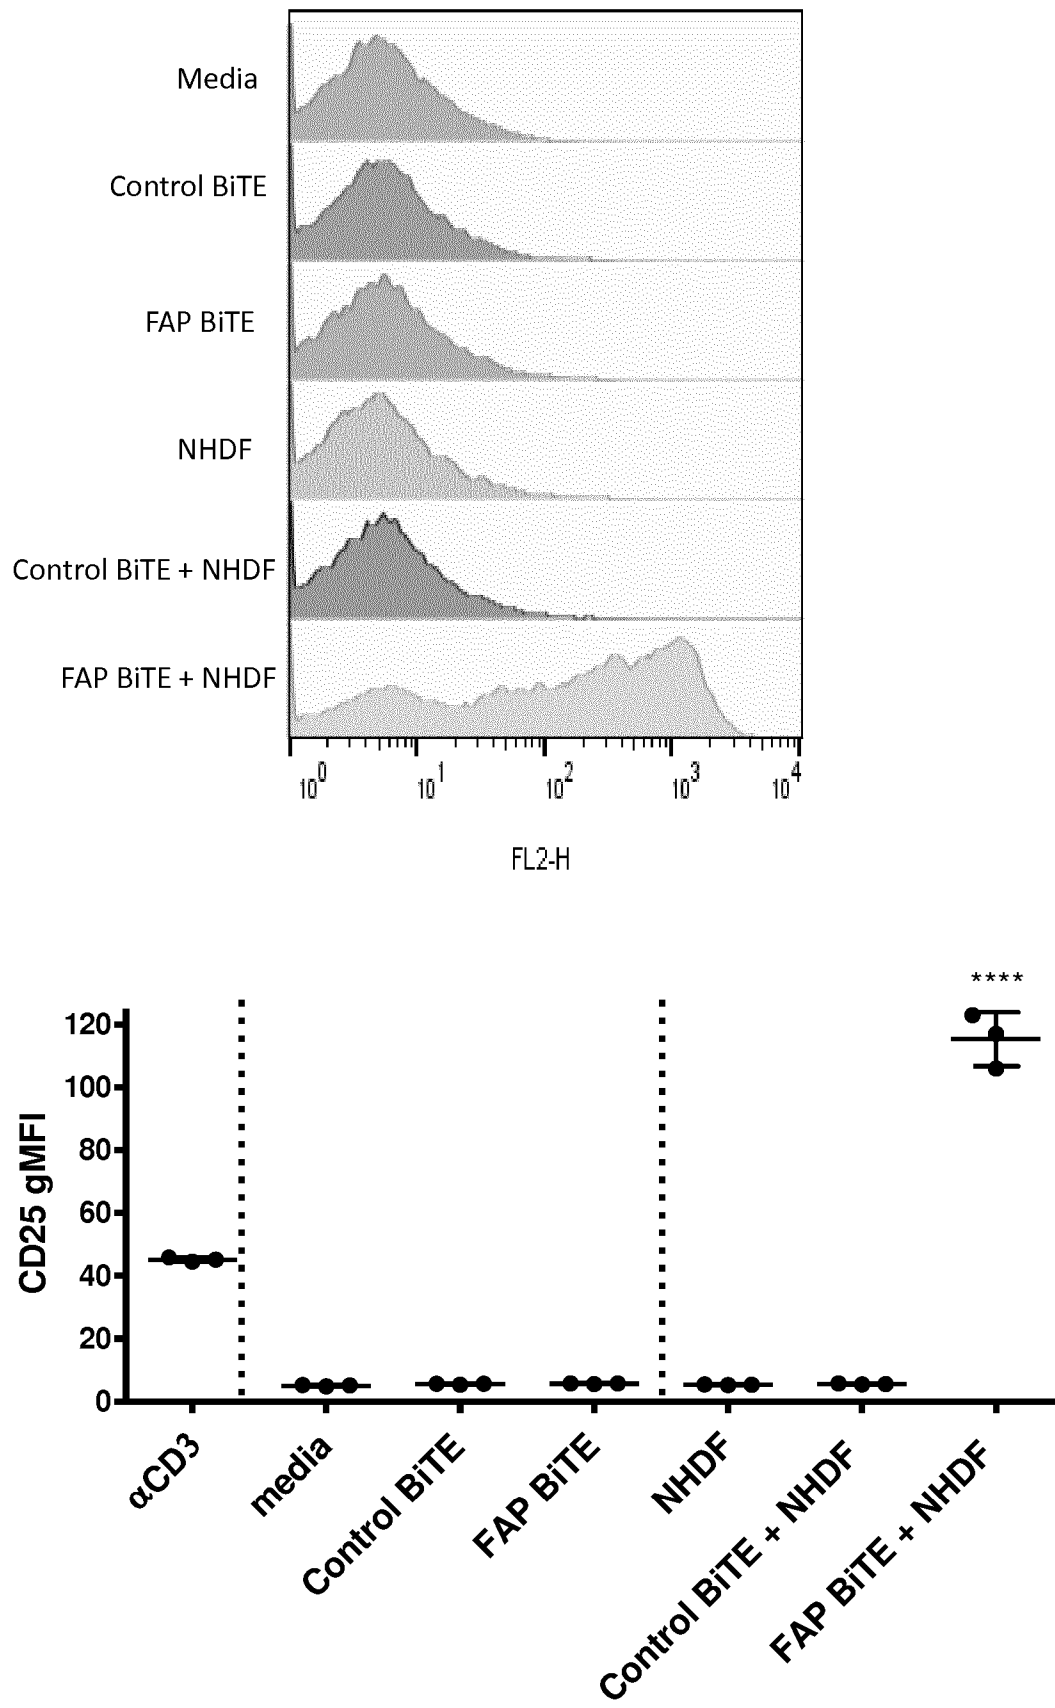 Media
Control BiTE
FAP BiTE
NHDF
Control BiTE + NHDF
FAP BiTE + NHDF
10^0 10^1 10^2 10^3 10^4
FL2-H
****
120
100
80
60
40
20
0
CD25 gMFI
αCD3
media
Control BiTE
FAP BiTE
NHDF
Control BiTE + NHDF
FAP BiTE + NHDF